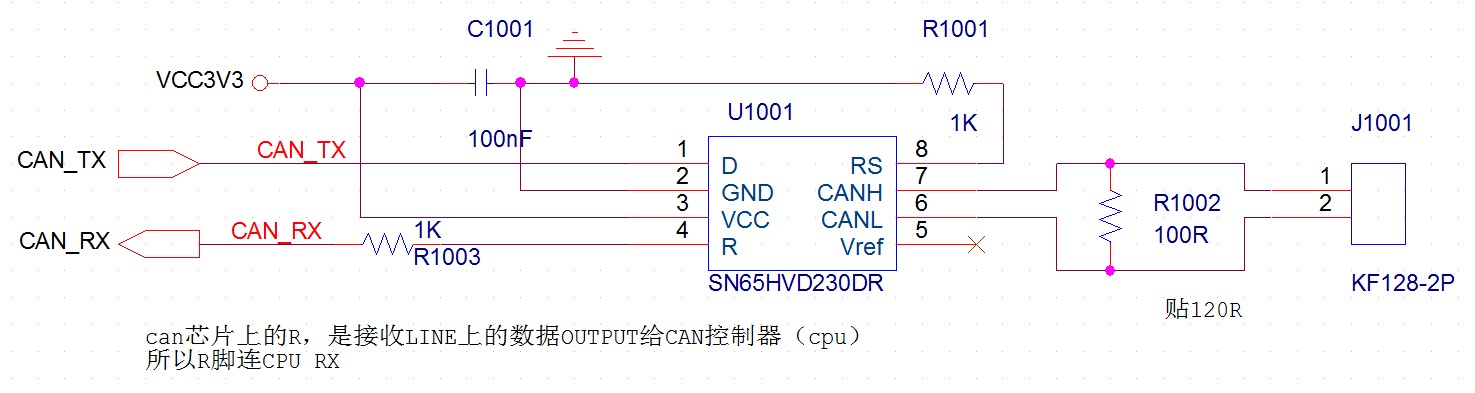 C1001
R1001
VCC3V3
100nF
U1001
1K
J1001
CAN_TX
CAN_TX
1
D
RS
8
2
GND
CANH
7
3
VCC
CANL
6
4
R
Vref
5
CAN_RX
CAN_RX
1K
R1003
SN65HVD230DR
R1002
100R
1
2
KF128-2P
贴120R
can芯片上的R，是接收LINE上的数据OUTPUT给CAN控制器（cpu）
所以R脚连CPU RX